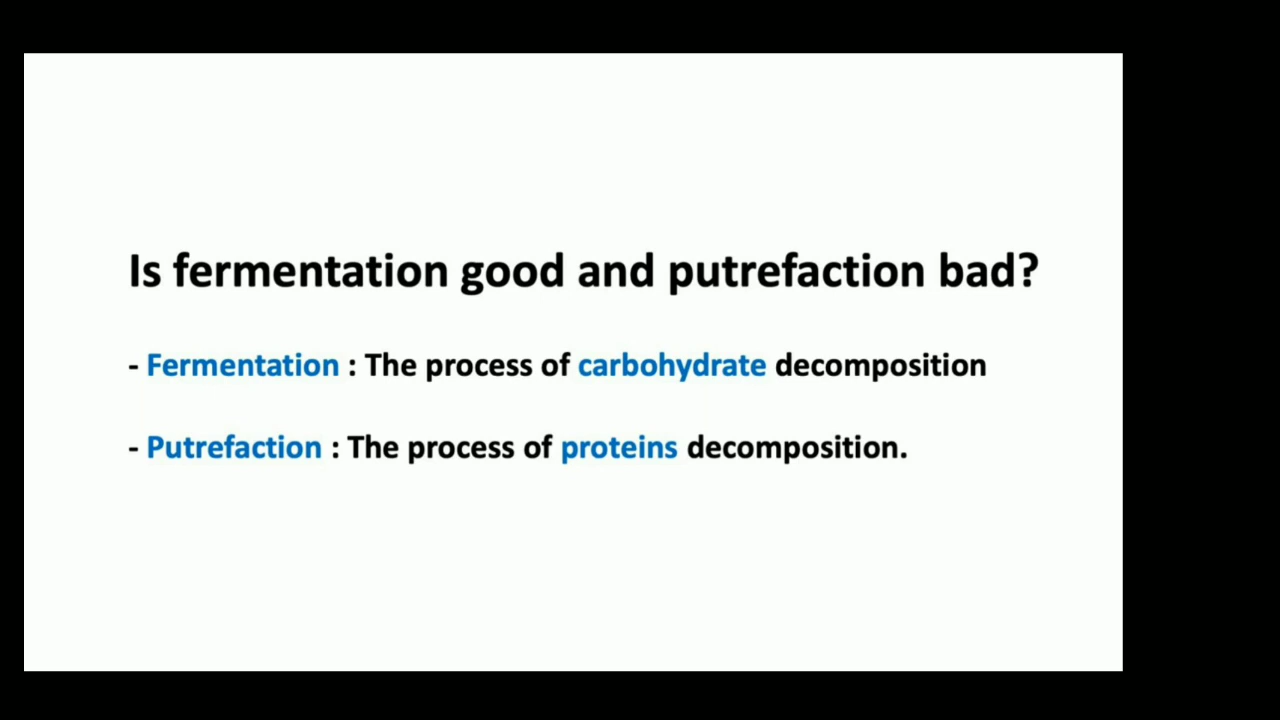 Is fermentation good and putrefaction bad?
- Fermentation : The process of carbohydrate decomposition
- Putrefaction : The process of proteins decomposition.